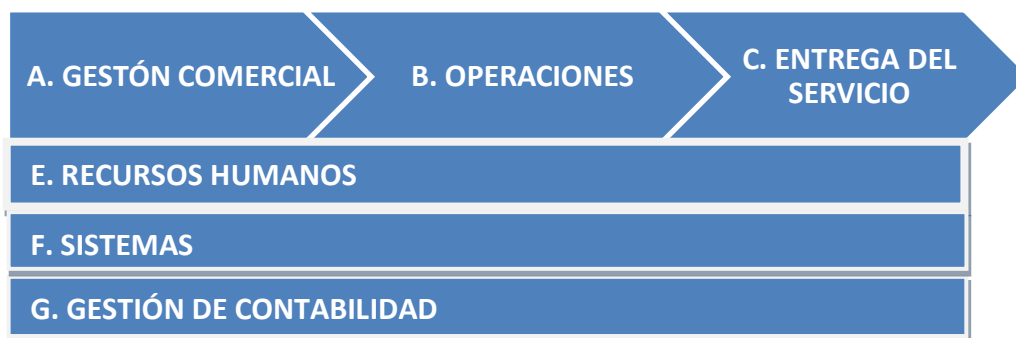 A. GESTÓN COMERCIAL
B. OPERACIONES
C. ENTREGA DEL
SERVICIO
E. RECURSOS HUMANOS
F. SISTEMAS
G. GESTIÓN DE CONTABILIDAD